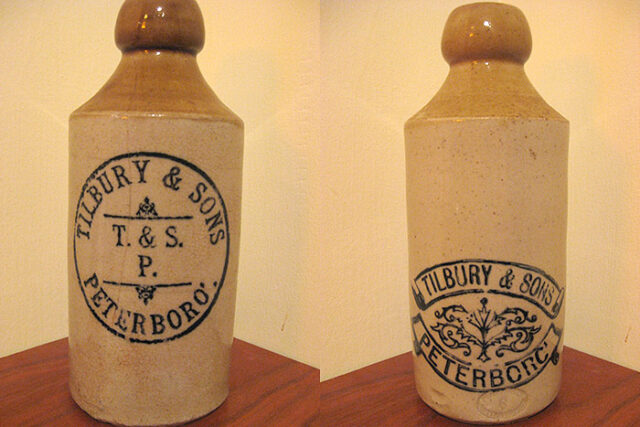 TILBURY & SONS
T. & S.
P.
PETERBORO'.
TILBURY & SONS
PETERBORO'